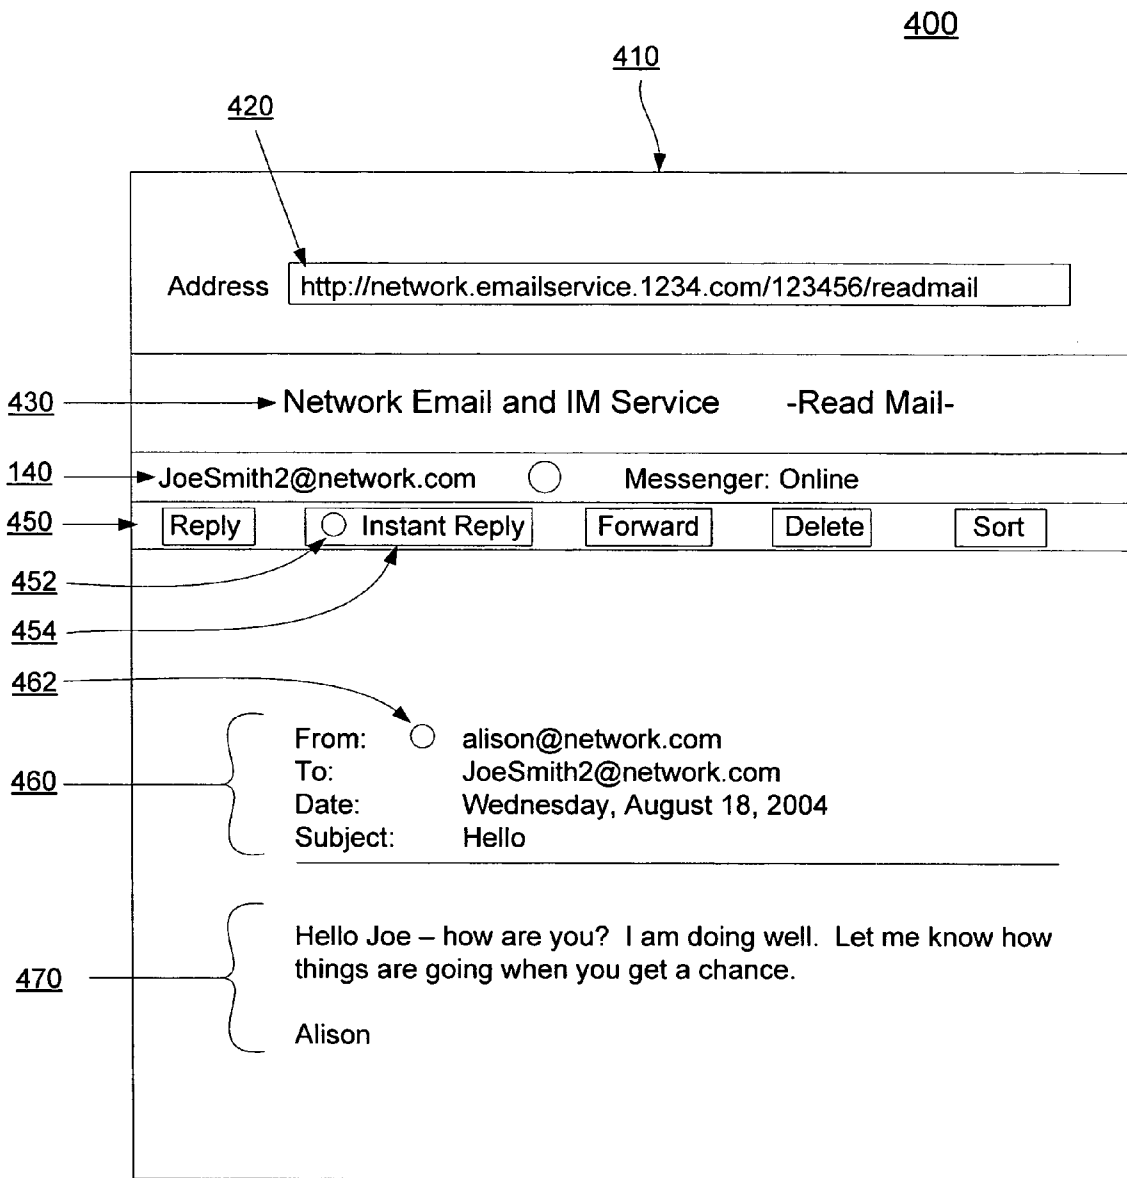 400
410
420
Address http://network.emailservice.1234.com/123456/readmail
430 Network Email and IM Service -Read Mail-
140 JoeSmith2@network.com Messenger: Online
450 Reply Instant Reply Forward Delete Sort
452
454
462
From: alison@network.com
To: JoeSmith2@network.com
460
Date: Wednesday, August 18, 2004
Subject: Hello
Hello Joe – how are you? I am doing well. Let me know how
things are going when you get a chance.
470
Alison